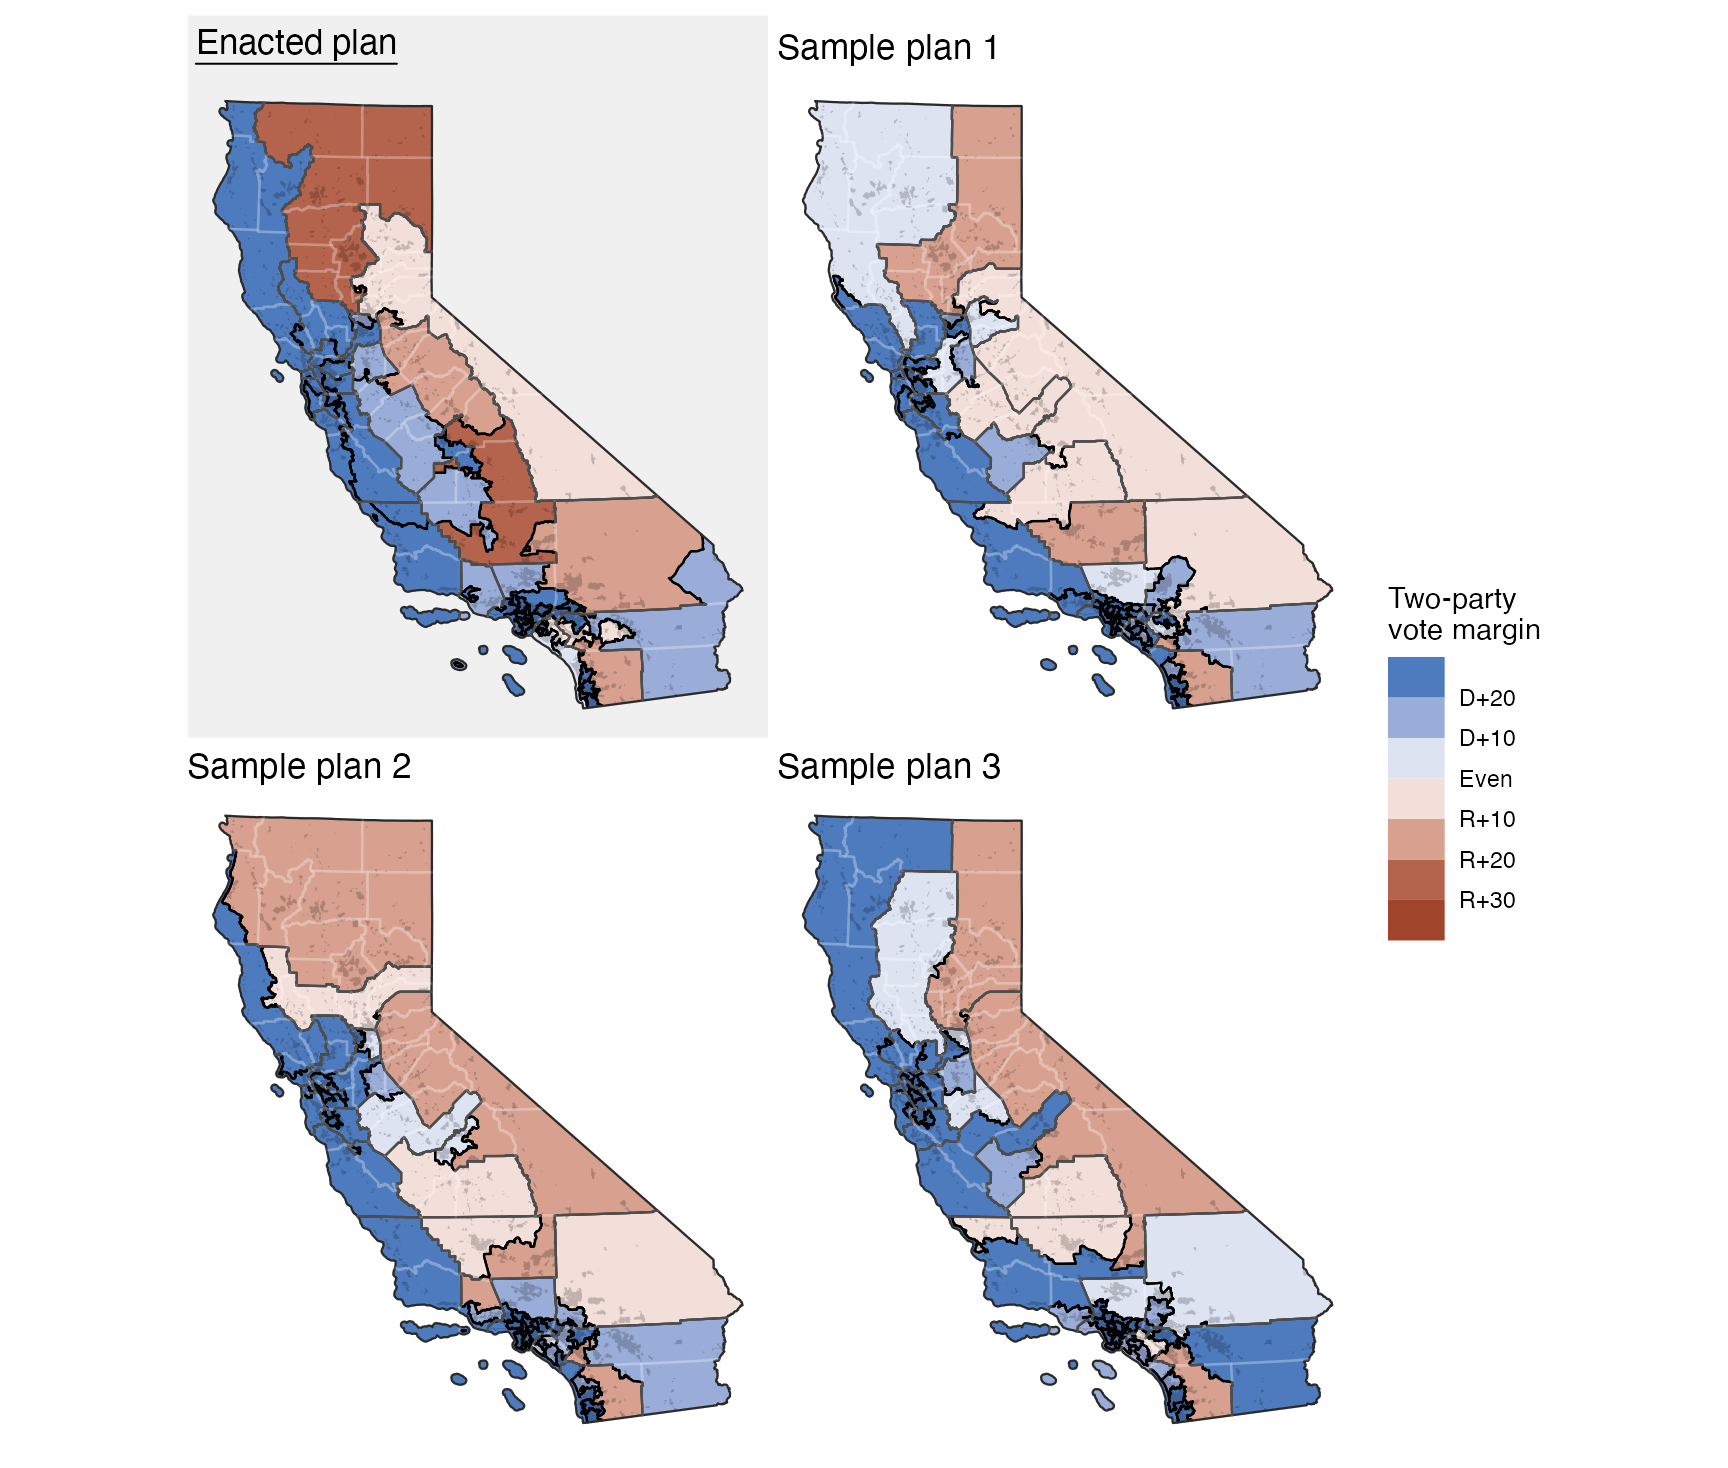 Enacted plan
Sample plan 1
Sample plan 2
Sample plan 3
Two-party
vote margin
D+20
D+10
Even
R+10
R+20
R+30